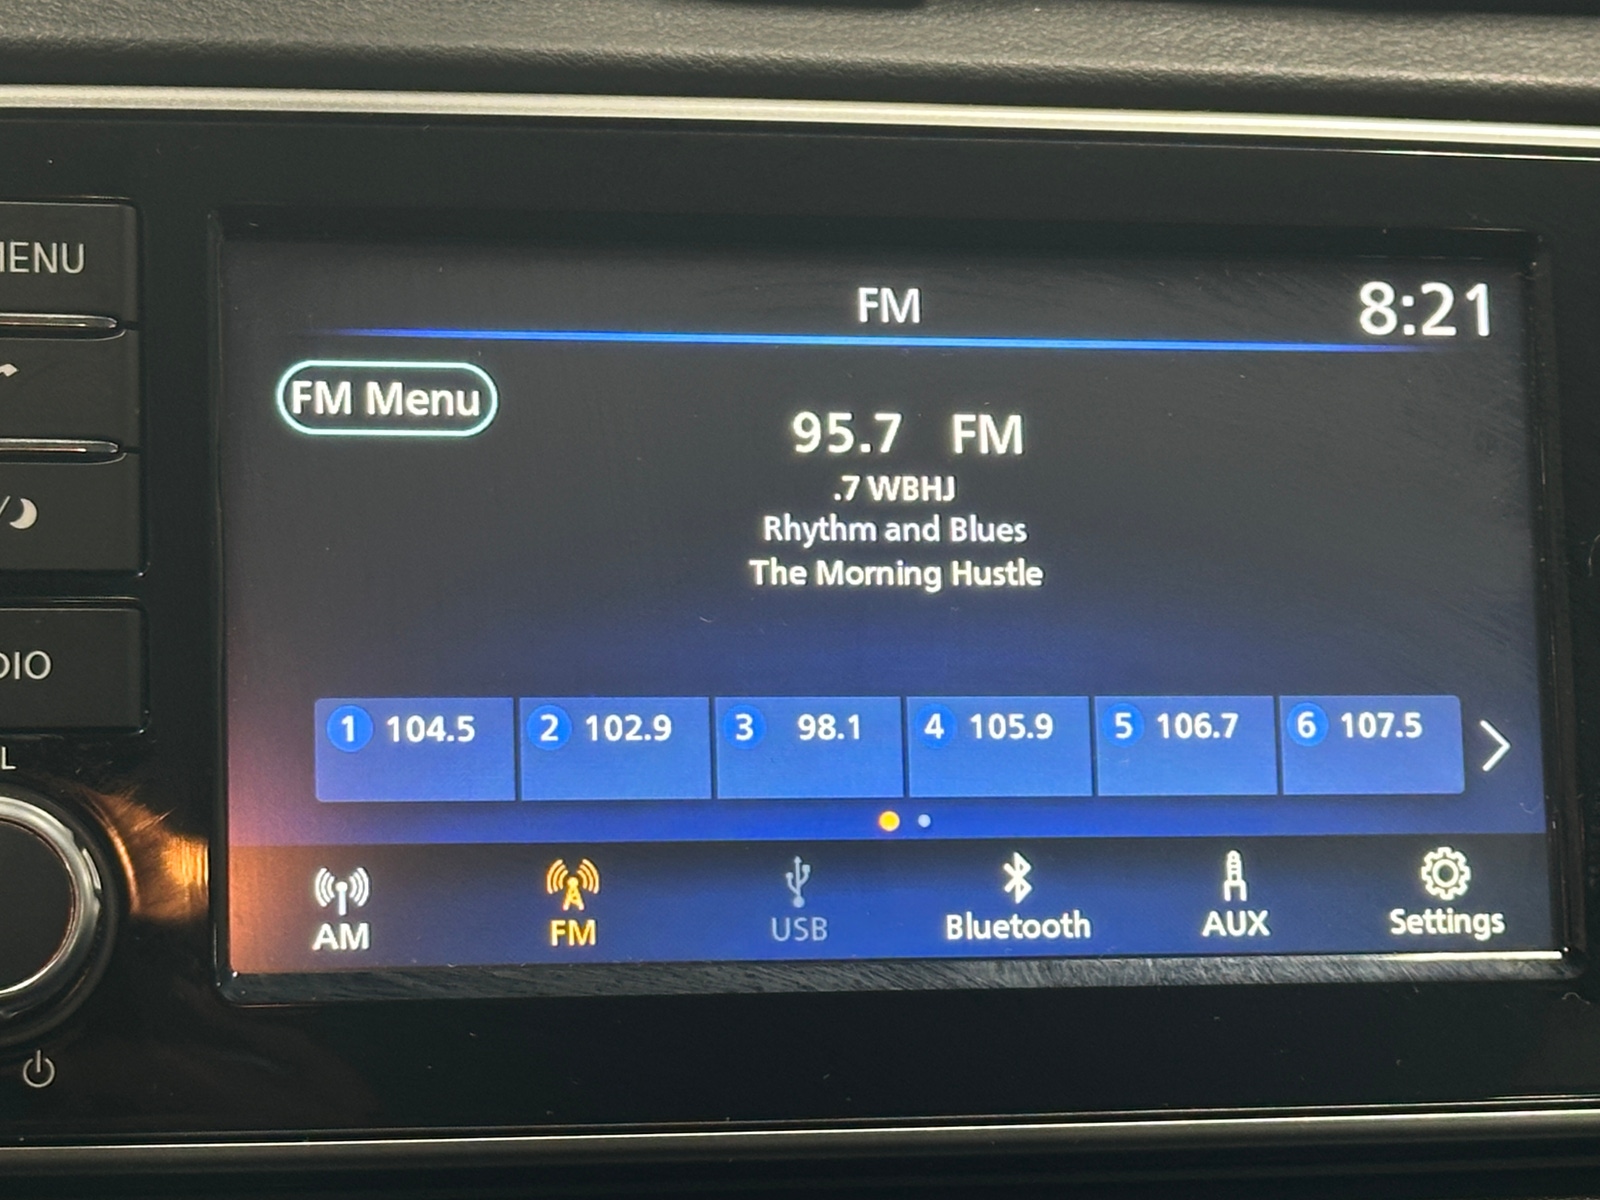 MENU
FM
8:21
FM Menu
95.7 FM
.7 WBHJ
Rhythm and Blues
The Morning Hustle
DIO
1 104.5
2 102.9
3 98.1
4 105.9
5 106.7
6 107.5
L
AM
FM
USB
Bluetooth
AUX
Settings